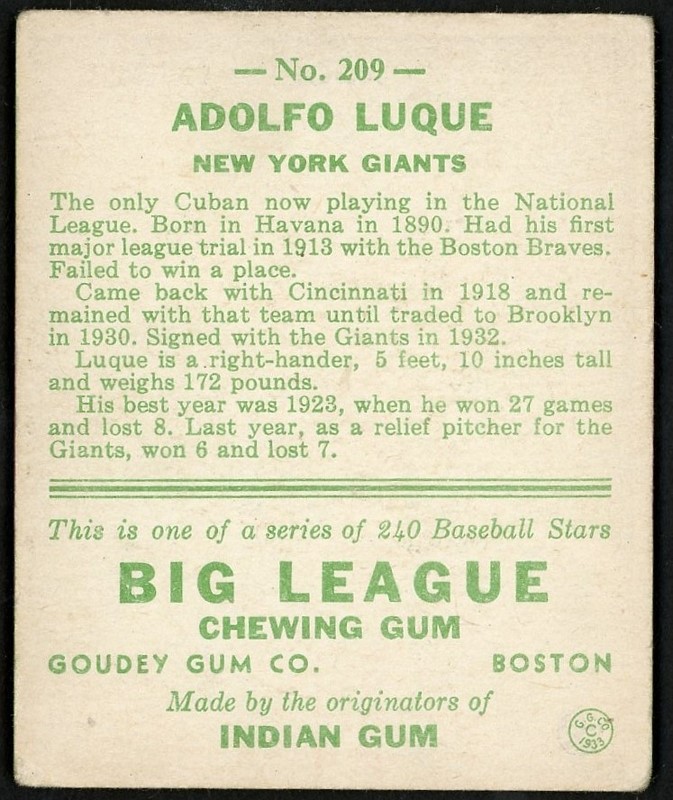 — No. 209 —
ADOLFO LUQUE
NEW YORK GIANTS
The only Cuban now playing in the National
League. Born in Havana in 1890. Had his first
major league trial in 1913 with the Boston Braves.
Failed to win a place.
Came back with Cincinnati in 1918 and re-
mained with that team until traded to Brooklyn
in 1930. Signed with the Giants in 1932.
Luque is a right-hander, 5 feet, 10 inches tall
and weighs 172 pounds.
His best year was 1923, when he won 27 games
and lost 8. Last year, as a relief pitcher for the
Giants, won 6 and lost 7.
This is one of a series of 240 Baseball Stars
BIG LEAGUE
CHEWING GUM
GOUDEY GUM CO. BOSTON
Made by the originators of
INDIAN GUM
G. G. CO.
C
1933